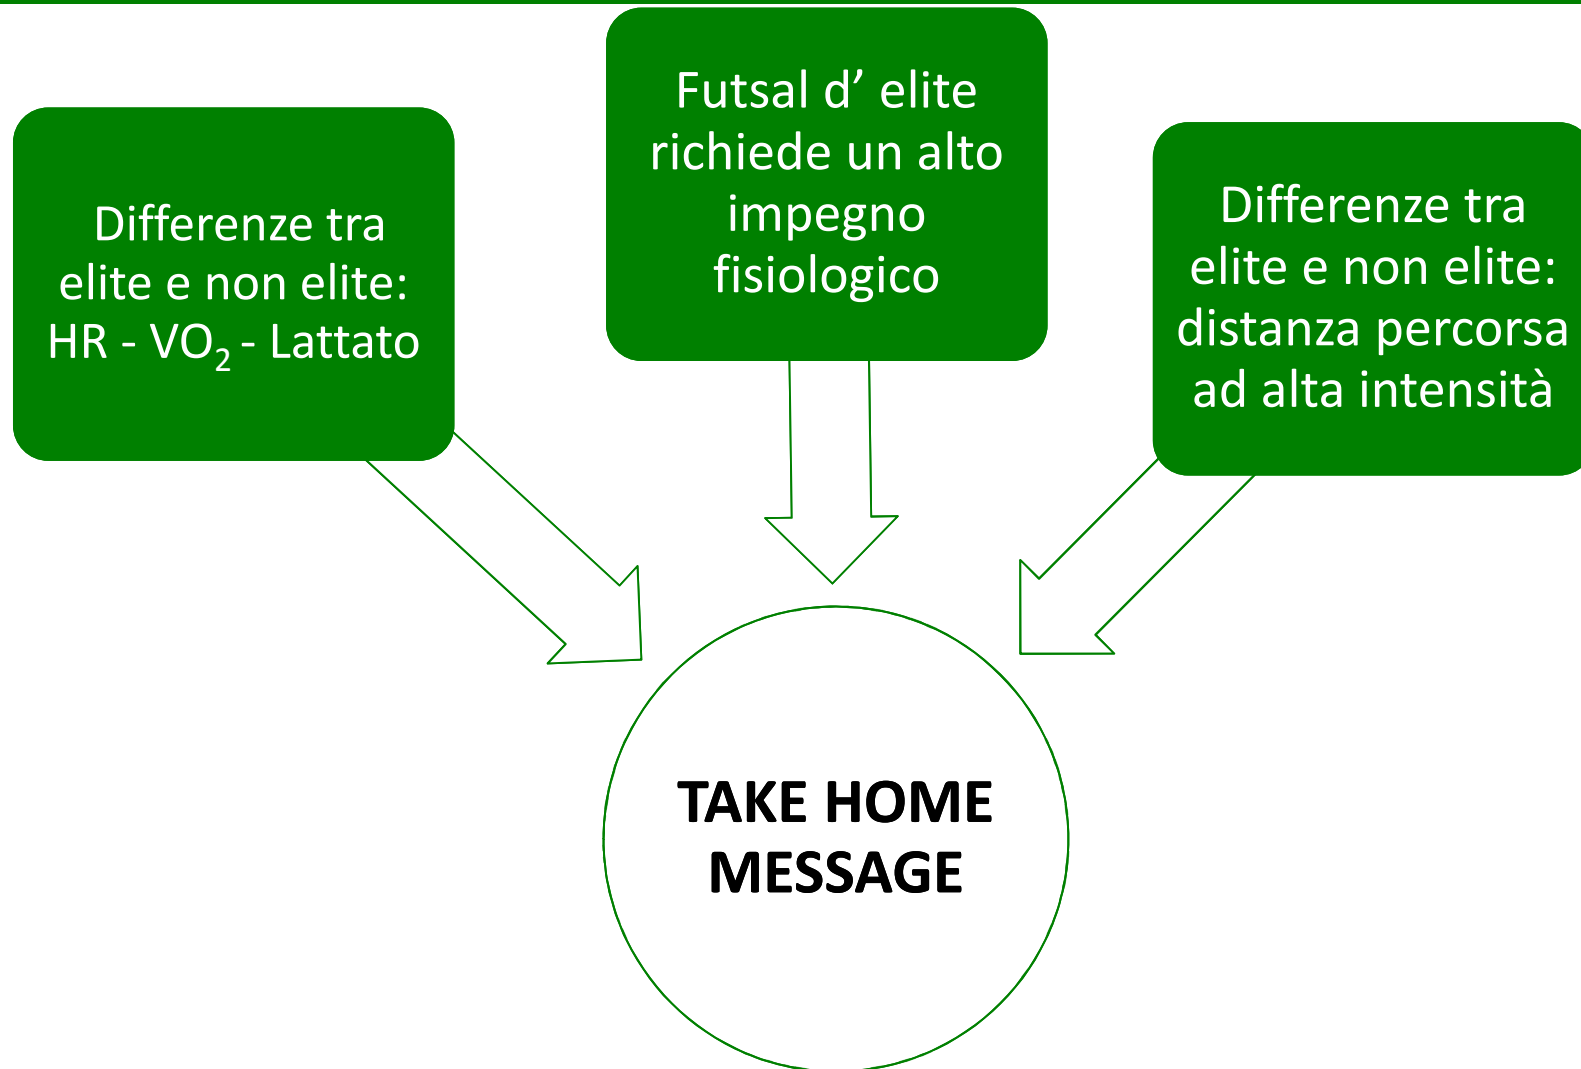 Differenze tra
elite e non elite:
HR - VO₂ - Lattato
Futsal d’ elite
richiede un alto
impegno
fisiologico
Differenze tra
elite e non elite:
distanza percorsa
ad alta intensità
TAKE HOME
MESSAGE